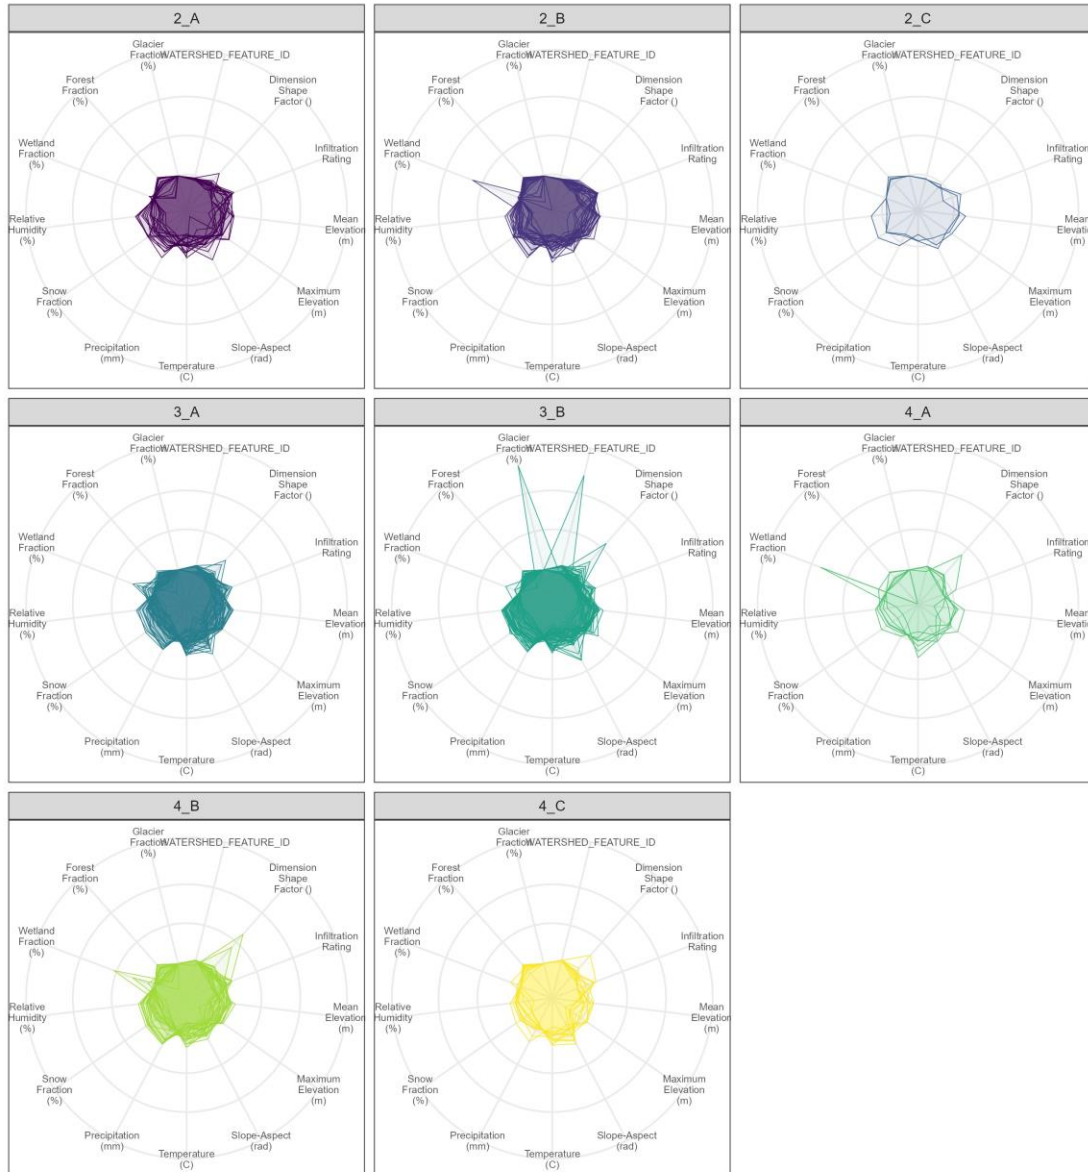 2_A
Glacier
Fraction
(%)
WATERSHED_FEATURE_ID
Dimension
Shape
Factor ()
Infiltration
Rating
Mean
Elevation
(m)
Maximum
Elevation
(m)
Slope-Aspect
(rad)
Temperature
(C)
Precipitation
(mm)
Snow
Fraction
(%)
Relative
Humidity
(%)
Wetland
Fraction
(%)
Forest
Fraction
(%)
2_B
Glacier
Fraction
(%)
WATERSHED_FEATURE_ID
Dimension
Shape
Factor ()
Infiltration
Rating
Mean
Elevation
(m)
Maximum
Elevation
(m)
Slope-Aspect
(rad)
Temperature
(C)
Precipitation
(mm)
Snow
Fraction
(%)
Relative
Humidity
(%)
Wetland
Fraction
(%)
Forest
Fraction
(%)
2_C
Glacier
Fraction
(%)
WATERSHED_FEATURE_ID
Dimension
Shape
Factor ()
Infiltration
Rating
Mean
Elevation
(m)
Maximum
Elevation
(m)
Slope-Aspect
(rad)
Temperature
(C)
Precipitation
(mm)
Snow
Fraction
(%)
Relative
Humidity
(%)
Wetland
Fraction
(%)
Forest
Fraction
(%)
3_A
Glacier
Fraction
(%)
WATERSHED_FEATURE_ID
Dimension
Shape
Factor ()
Infiltration
Rating
Mean
Elevation
(m)
Maximum
Elevation
(m)
Slope-Aspect
(rad)
Temperature
(C)
Precipitation
(mm)
Snow
Fraction
(%)
Relative
Humidity
(%)
Wetland
Fraction
(%)
Forest
Fraction
(%)
3_B
Glacier
Fraction
(%)
WATERSHED_FEATURE_ID
Dimension
Shape
Factor ()
Infiltration
Rating
Mean
Elevation
(m)
Maximum
Elevation
(m)
Slope-Aspect
(rad)
Temperature
(C)
Precipitation
(mm)
Snow
Fraction
(%)
Relative
Humidity
(%)
Wetland
Fraction
(%)
Forest
Fraction
(%)
4_A
Glacier
Fraction
(%)
WATERSHED_FEATURE_ID
Dimension
Shape
Factor ()
Infiltration
Rating
Mean
Elevation
(m)
Maximum
Elevation
(m)
Slope-Aspect
(rad)
Temperature
(C)
Precipitation
(mm)
Snow
Fraction
(%)
Relative
Humidity
(%)
Wetland
Fraction
(%)
Forest
Fraction
(%)
4_B
Glacier
Fraction
(%)
WATERSHED_FEATURE_ID
Dimension
Shape
Factor ()
Infiltration
Rating
Mean
Elevation
(m)
Maximum
Elevation
(m)
Slope-Aspect
(rad)
Temperature
(C)
Precipitation
(mm)
Snow
Fraction
(%)
Relative
Humidity
(%)
Wetland
Fraction
(%)
Forest
Fraction
(%)
4_C
Glacier
Fraction
(%)
WATERSHED_FEATURE_ID
Dimension
Shape
Factor ()
Infiltration
Rating
Mean
Elevation
(m)
Maximum
Elevation
(m)
Slope-Aspect
(rad)
Temperature
(C)
Precipitation
(mm)
Snow
Fraction
(%)
Relative
Humidity
(%)
Wetland
Fraction
(%)
Forest
Fraction
(%)